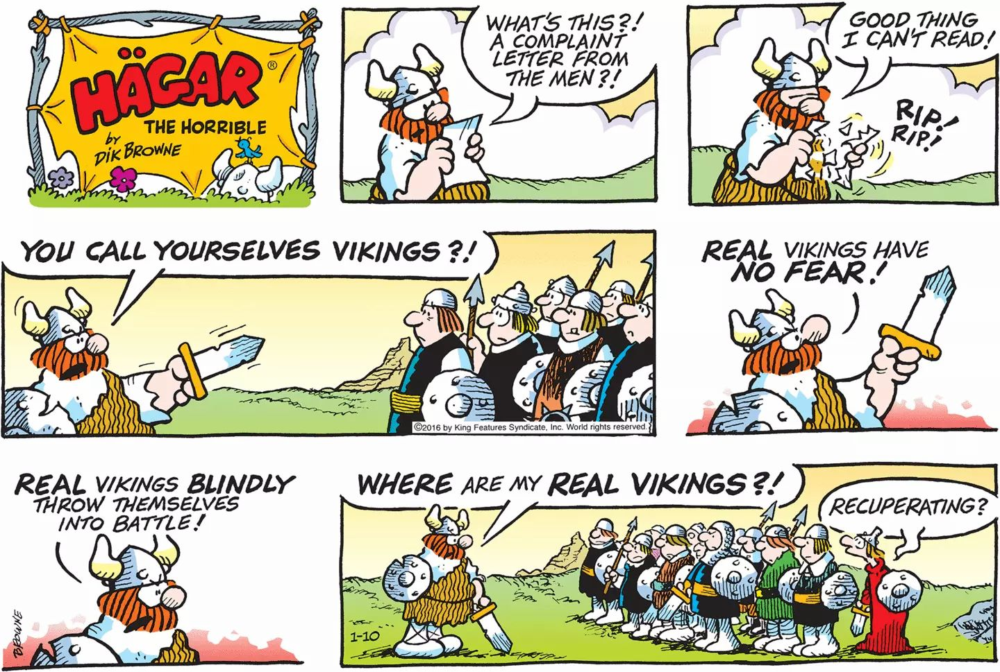 HÄGAR ®
THE HORRIBLE
by
DIK BROWNE
WHAT'S THIS?!
A COMPLAINT
LETTER FROM
THE MEN?!
GOOD THING
I CAN'T READ!
RIP!
RIP!
YOU CALL YOURSELVES VIKINGS?!
©2016 by King Features Syndicate, Inc. World rights reserved.
REAL VIKINGS HAVE
NO FEAR!
REAL VIKINGS BLINDLY
THROW THEMSELVES
INTO BATTLE!
BROWNE
WHERE ARE MY REAL VIKINGS?!
RECUPERATING?
1-10